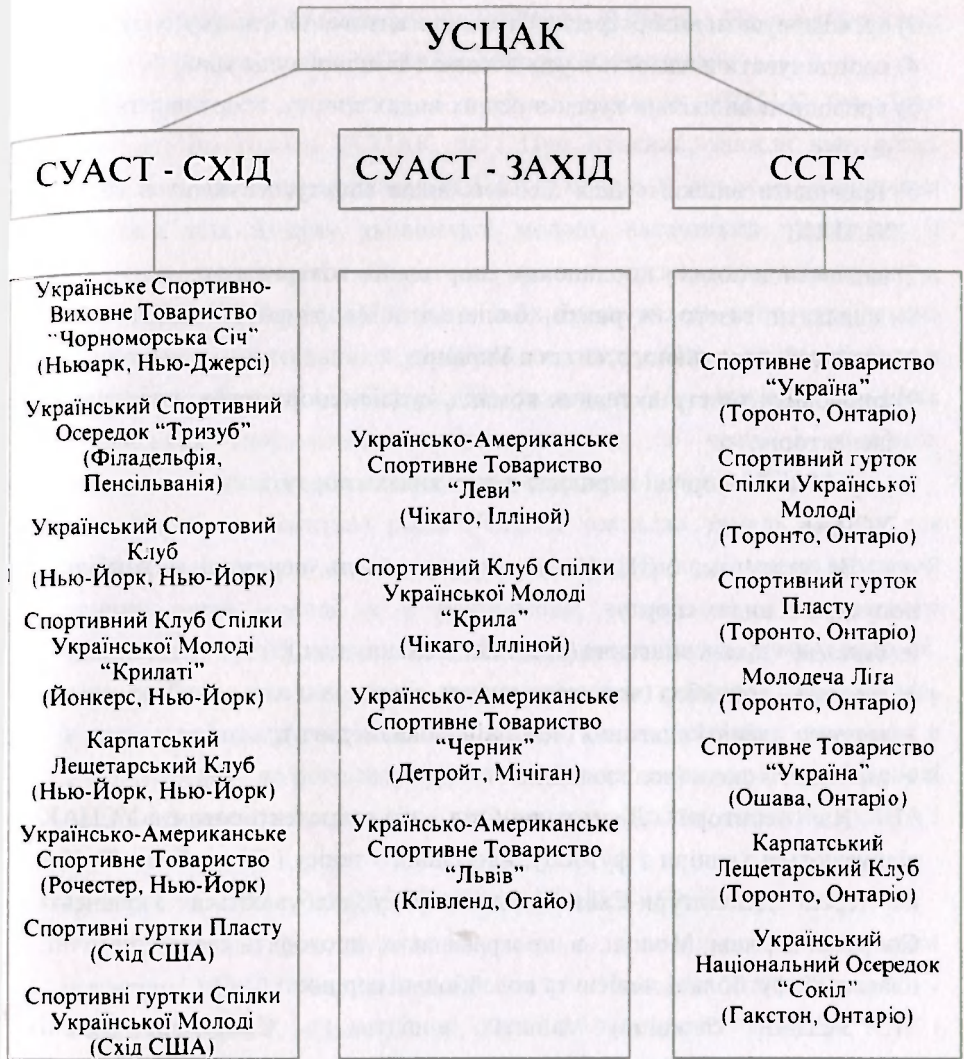 УСЦАК
СУАСТ - СХІД
СУАСТ - ЗАХІД
ССТК
Українське Спортивно-
Виховне Товариство
“Чорноморська Січ”
(Ньюарк, Нью-Джерсі)
Український Спортивний
Осередок “Тризуб”
(Філадельфія,
Пенсільванія)
Український Спортовий
Клуб
(Нью-Йорк, Нью-Йорк)
Спортивний Клуб Спілки
Української Молоді
“Крилаті”
(Йонкерс, Нью-Йорк)
Карпатський
Лещетарський Клуб
(Нью-Йорк, Нью-Йорк)
Українсько-Американське
Спортивне Товариство
(Рочестер, Нью-Йорк)
Спортивні гуртки Пласту
(Схід США)
Спортивні гуртки Спілки
Української Молоді
(Схід США)
Українсько-Американське
Спортивне Товариство
“Леви”
(Чікаго, Ілліной)
Спортивний Клуб Спілки
Української Молоді
“Крила”
(Чікаго, Ілліной)
Українсько-Американське
Спортивне Товариство
“Черник”
(Детройт, Мічіган)
Українсько-Американське
Спортивне Товариство
“Львів”
(Клівленд, Огайо)
Спортивне Товариство
“Україна”
(Торонто, Онтаріо)
Спортивний гурток
Спілки Української
Молоді
(Торонто, Онтаріо)
Спортивний гурток
Пласту
(Торонто, Онтаріо)
Молодеча Ліга
(Торонто, Онтаріо)
Спортивне Товариство
“Україна”
(Ошава, Онтаріо)
Карпатський
Лещетарський Клуб
(Торонто, Онтаріо)
Український
Національний Осередок
“Сокіл”
(Гакстон, Онтаріо)